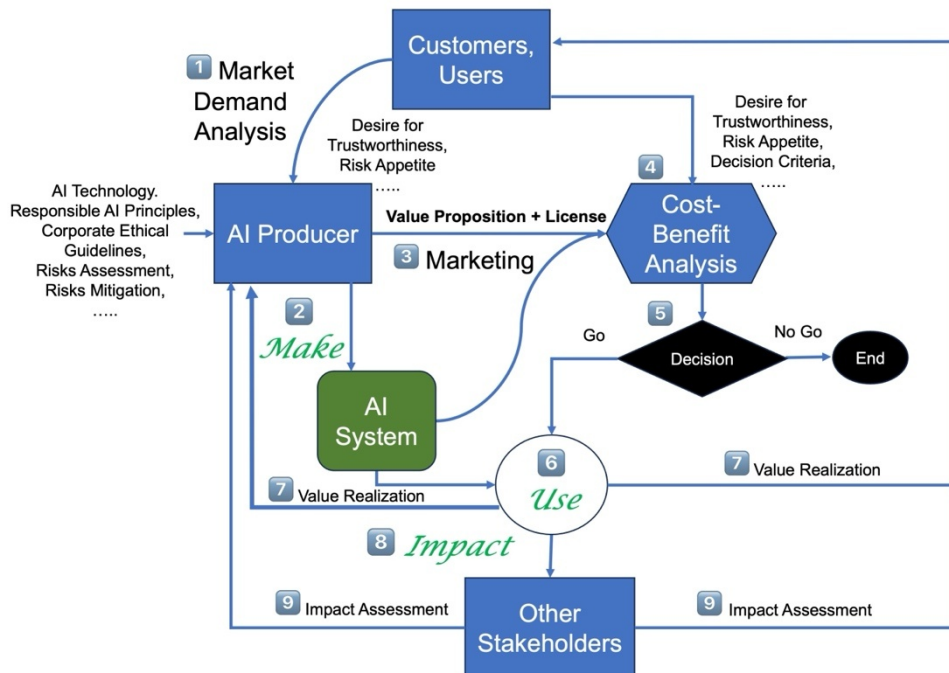 Customers,
Users
1 Market
Demand
Analysis
Desire for
Trustworthiness,
Risk Appetite
.....
Desire for
Trustworthiness,
Risk Appetite,
Decision Criteria,
.....
AI Technology.
Responsible AI Principles,
Corporate Ethical
Guidelines,
Risks Assessment,
Risks Mitigation,
.....
AI Producer
Value Proposition + License
3 Marketing
4
Cost-
Benefit
Analysis
2
Make
5
Go
Decision
No Go
End
AI
System
6
Use
7 Value Realization
7 Value Realization
8 Impact
9 Impact Assessment
Other
Stakeholders
9 Impact Assessment